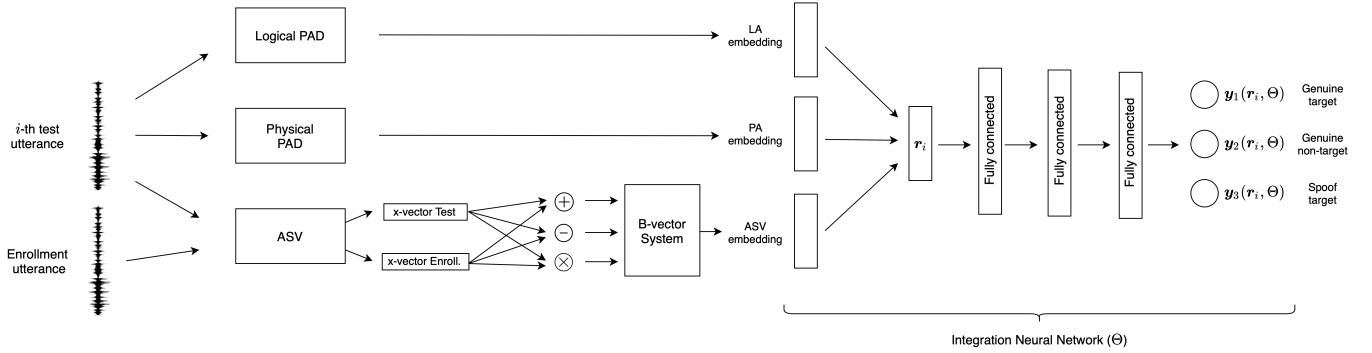 i-th test
utterance
Enrollment
utterance
Logical PAD
Physical
PAD
ASV
x-vector Test
x-vector Enroll.
+
−
×
B-vector
System
LA
embedding
PA
embedding
ASV
embedding
r_i
Fully connected
Fully connected
Fully connected
y_1(r_i, Θ)
Genuine
target
y_2(r_i, Θ)
Genuine
non-target
y_3(r_i, Θ)
Spoof
target
Integration Neural Network (Θ)